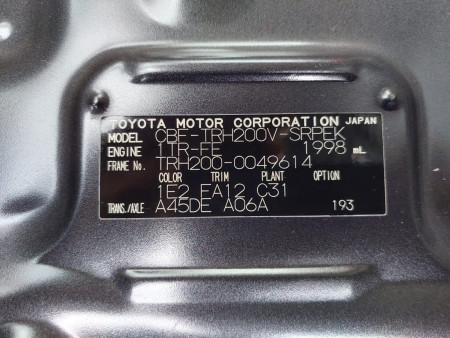 TOYOTA MOTOR CORPORATION JAPAN
MODEL CBF-TRH200V-SRPEK
ENGINE 1TR-FE 1998 mL
FRAME No. TRH200-0049614
COLOR TRIM PLANT OPTION
1E2 FA12 C31
TRANS./AXLE A45DE A06A 193